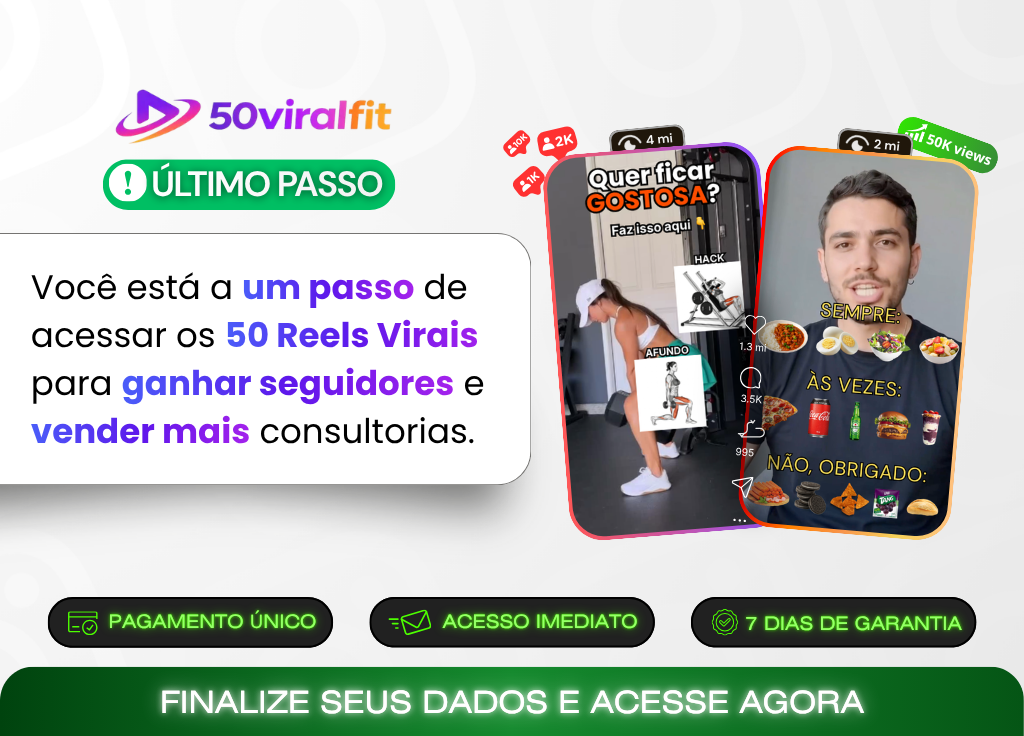 50viralfit
! ÚLTIMO PASSO
Você está a um passo de
acessar os 50 Reels Virais
para ganhar seguidores e
vender mais consultorias.
10K
2K
1K
4 mi
2 mi
50K views
Quer ficar
GOSTOSA?
Faz isso aqui 👇
HACK
AFUNDO
1.3 mi
3.5K
995
SEMPRE:
ÀS VEZES:
Coca-Cola
NÃO, OBRIGADO:
TANG
PAGAMENTO ÚNICO
ACESSO IMEDIATO
7 DIAS DE GARANTIA
FINALIZE SEUS DADOS E ACESSE AGORA